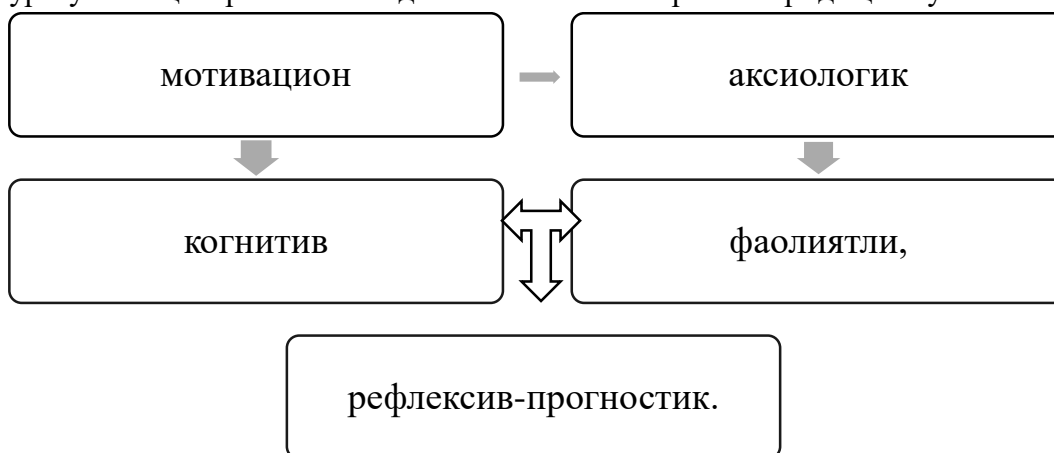 мотивацион
аксиологик
когнитив
фаолиятли,
рефлексив-прогностик.